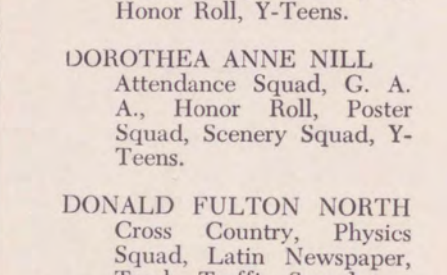 Honor Roll, Y-Teens.
DOROTHEA ANNE NILL
Attendance Squad, G. A.
A., Honor Roll, Poster
Squad, Scenery Squad, Y-
Teens.
DONALD FULTON NORTH
Cross Country, Physics
Squad, Latin Newspaper,